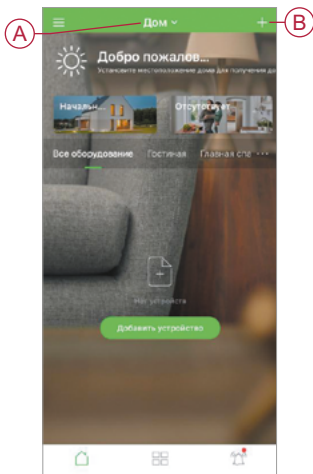 A
Дом
B
Добро пожалов...
Установите местоположение дома для получения до
Начальн...
Отсутствует
Все оборудование Гостиная Главная спа ...
Нет устройств
Добавить устройство